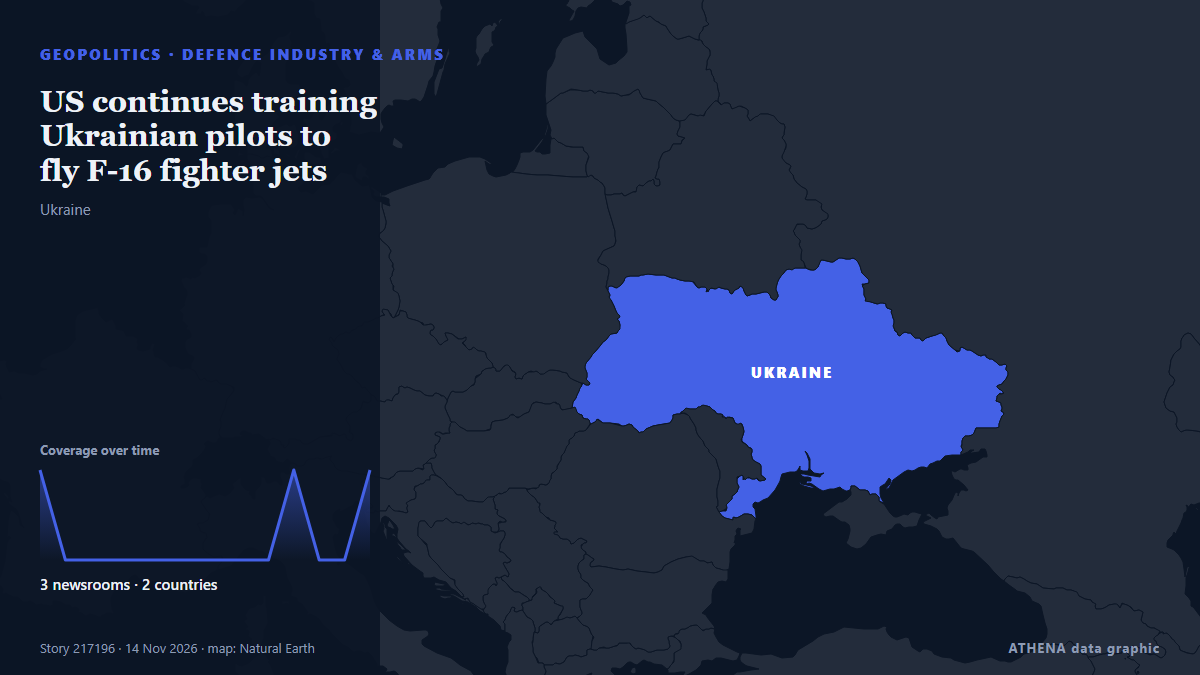 GEOPOLITICS · DEFENCE INDUSTRY & ARMS
US continues training
Ukrainian pilots to
fly F-16 fighter jets
Ukraine
UKRAINE
Coverage over time
3 newsrooms · 2 countries
Story 217196 · 14 Nov 2026 · map: Natural Earth
ATHENA data graphic